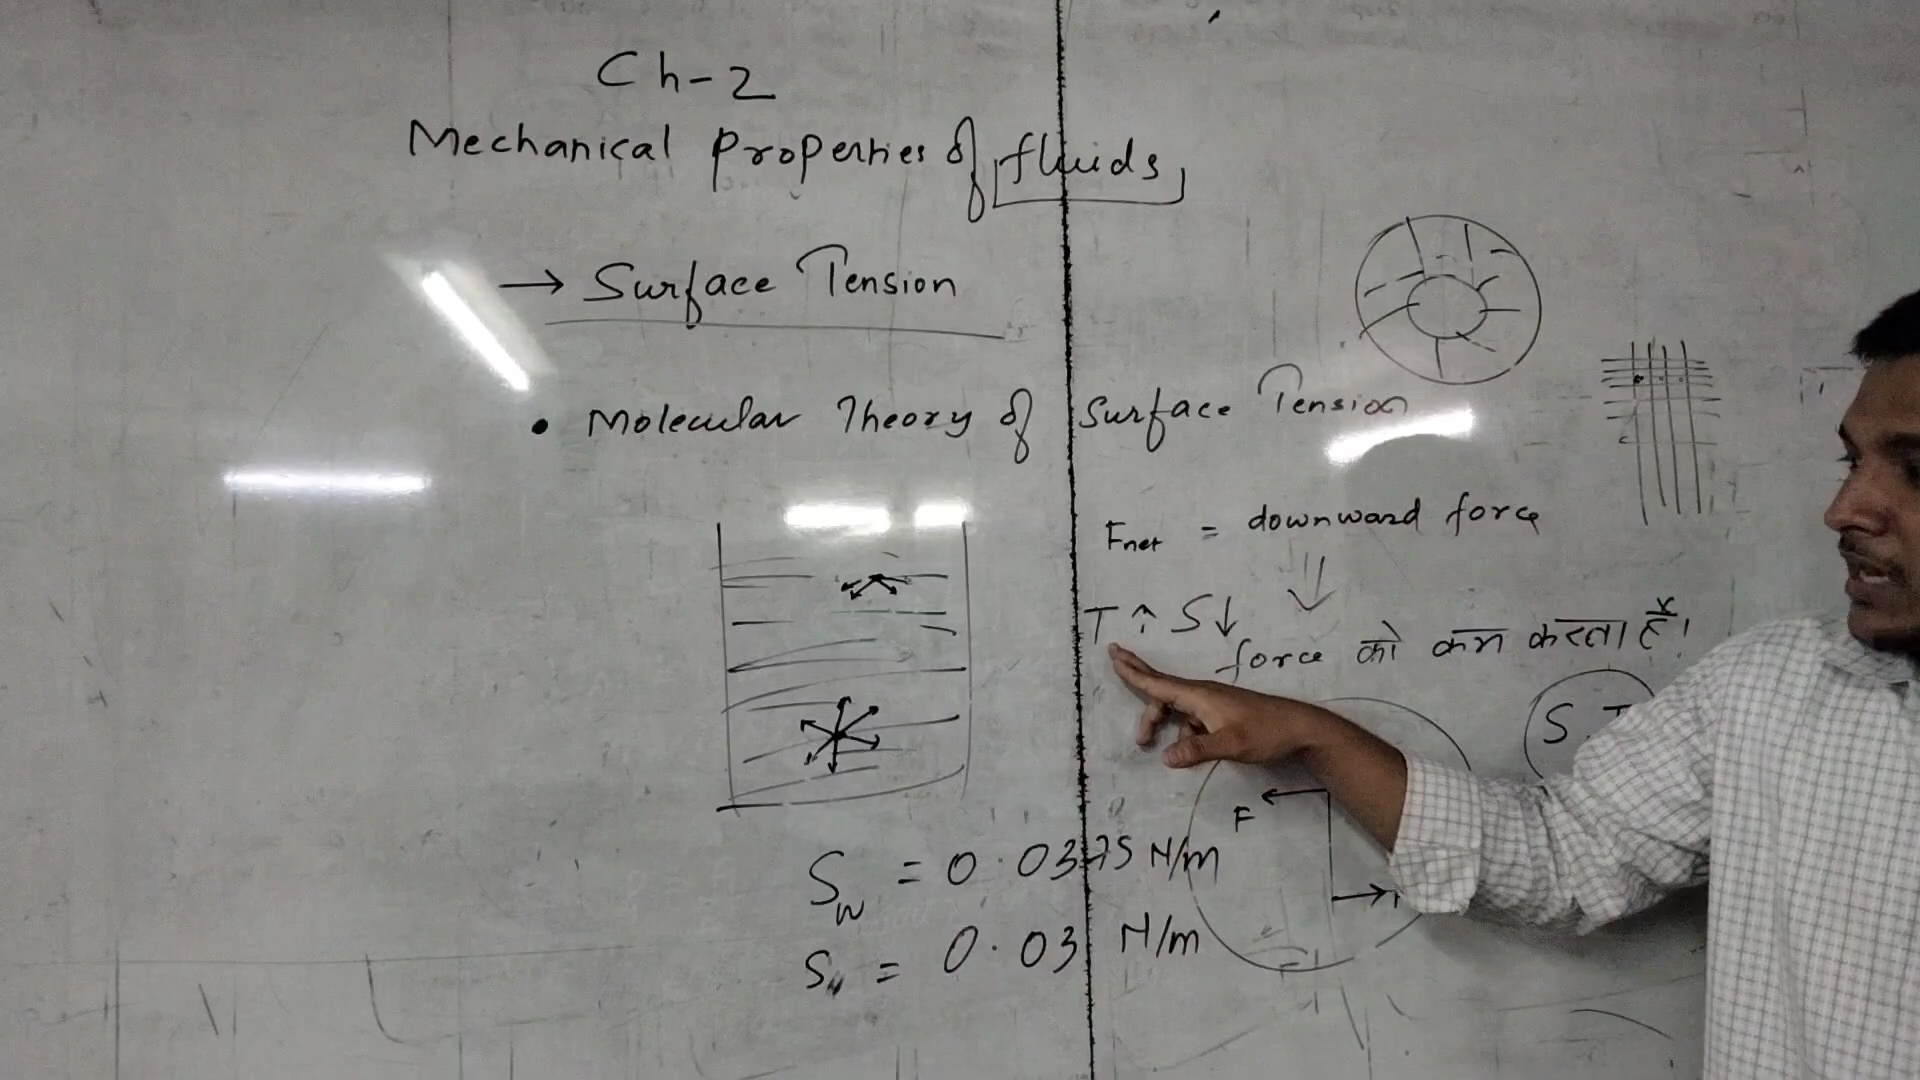 Ch-2
Mechanical Properties of fluids
→ Surface Tension
• Molecular Theory of Surface Tension
Fnet = downward force
T ↑ S ↓
force को कम करता है।
S
F
Sw = 0.0375 N/m
S = 0.03 N/m